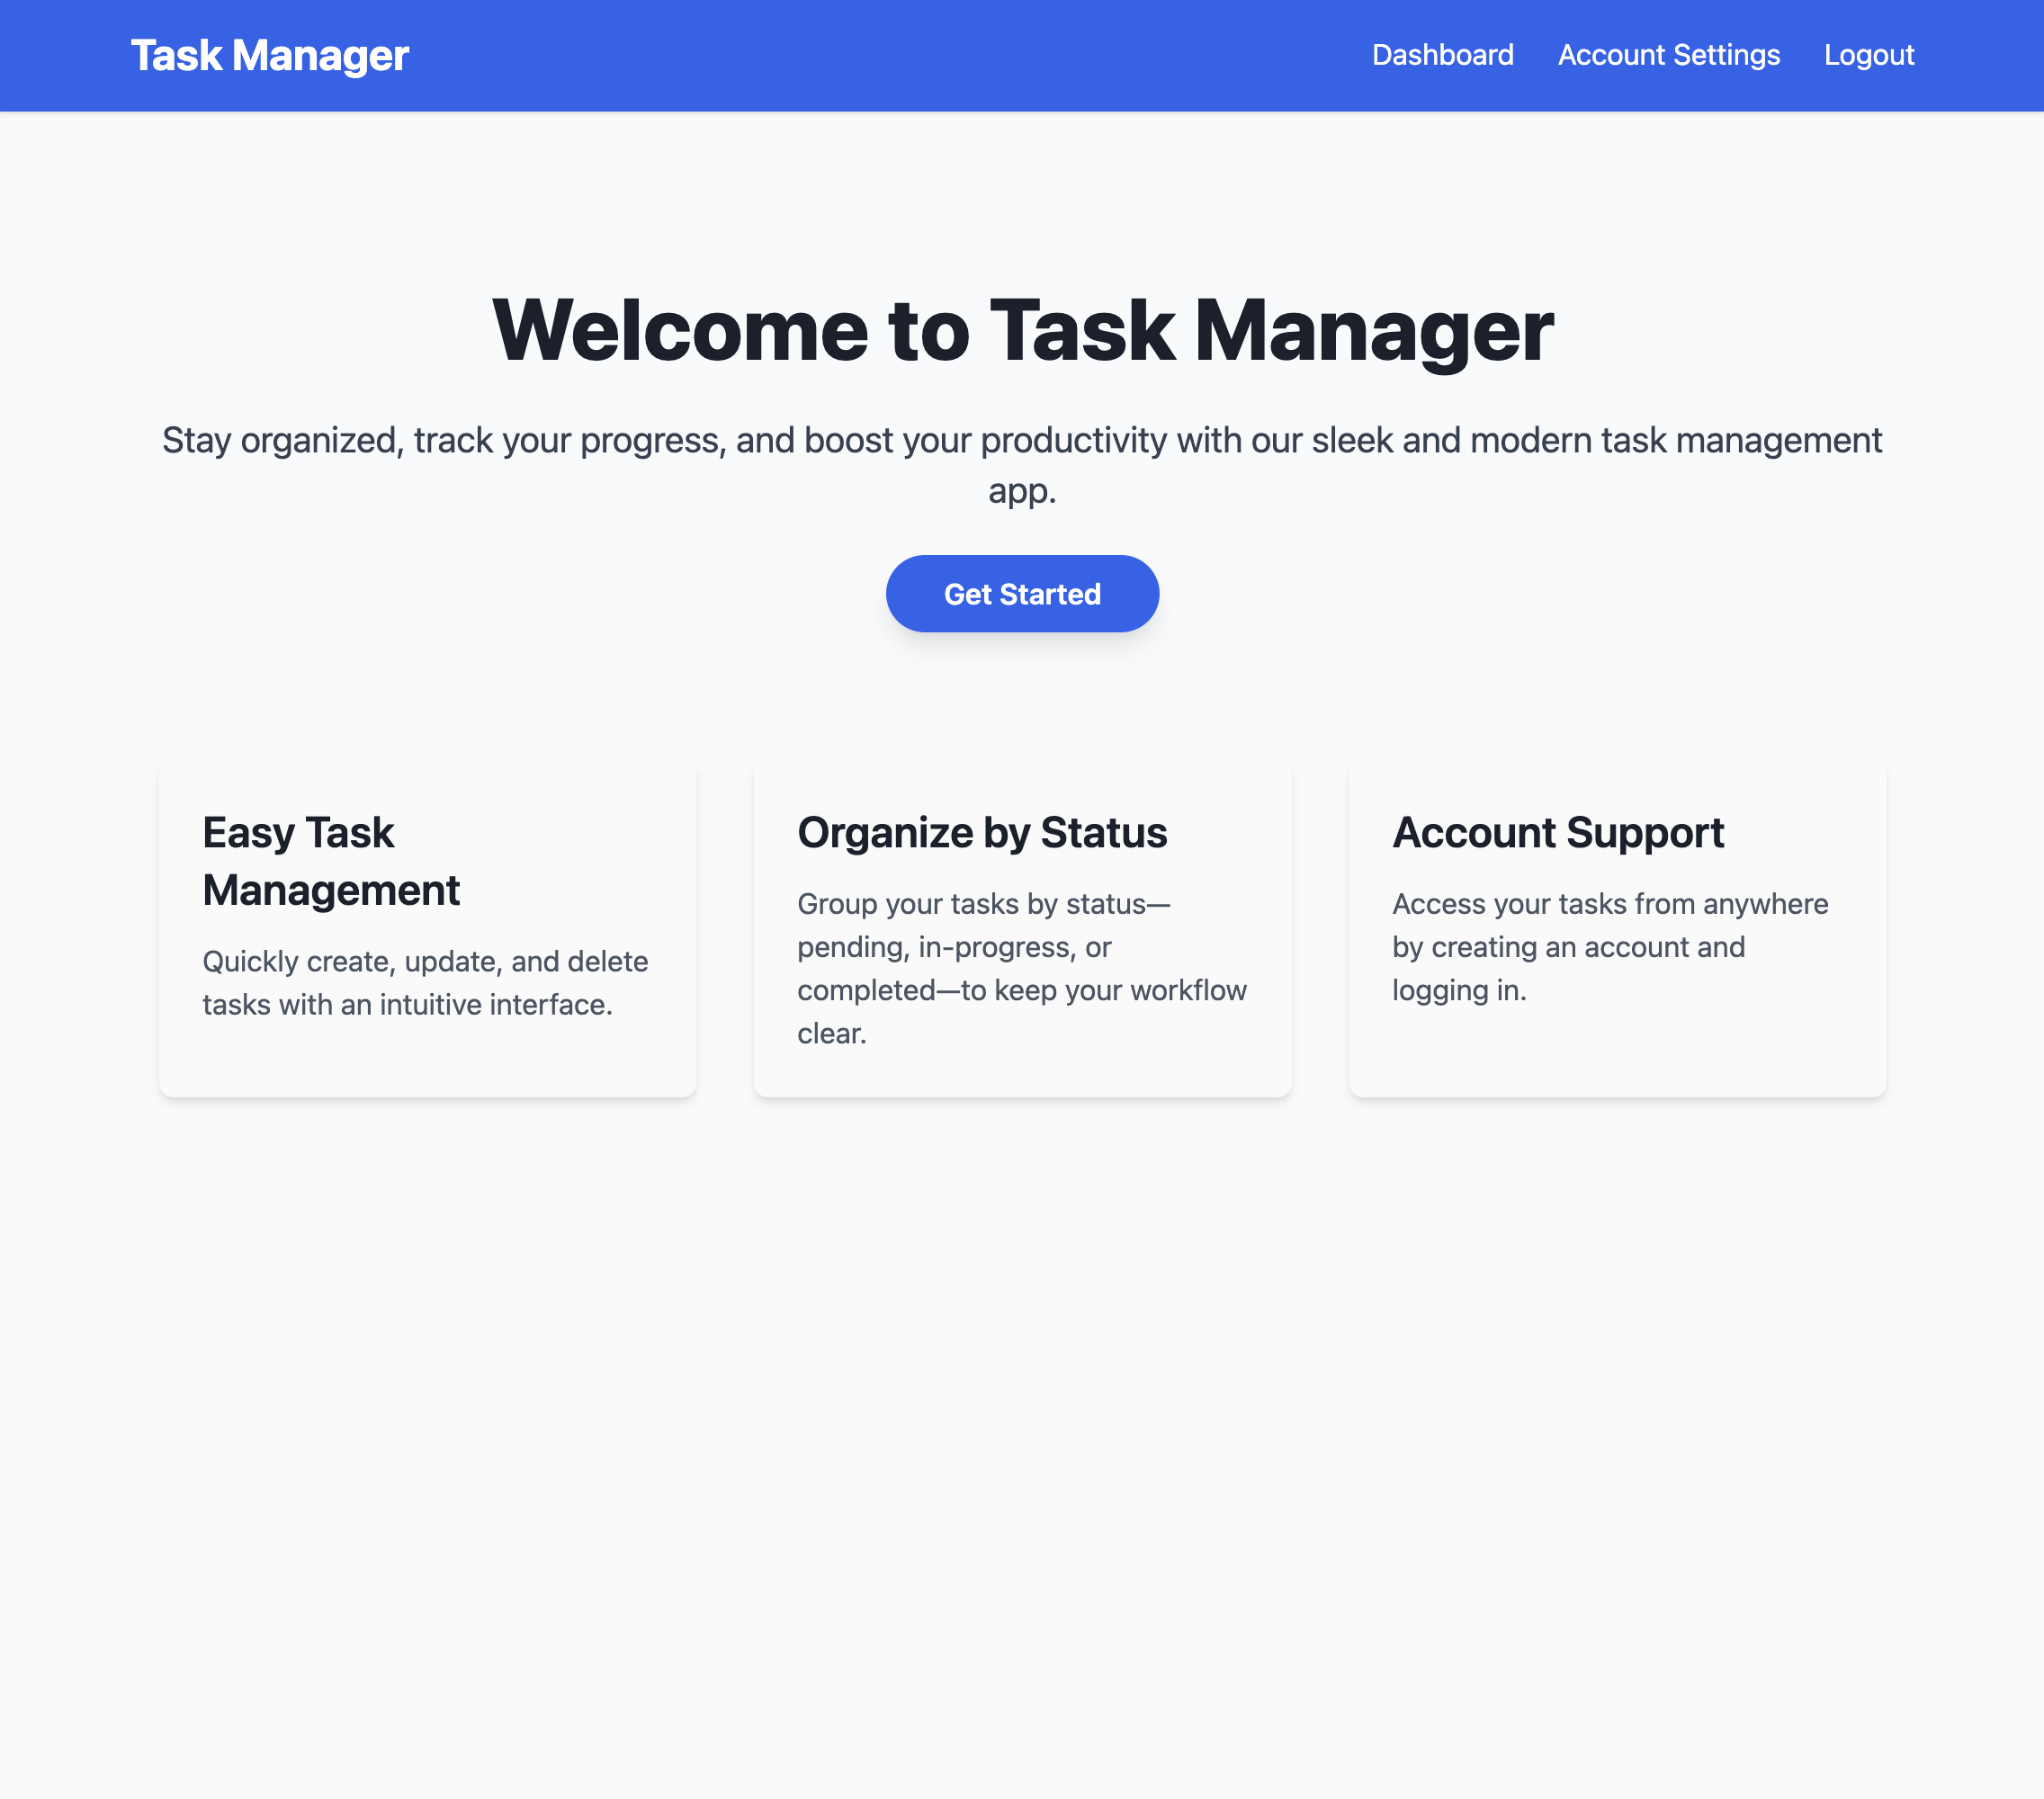 Task Manager
Dashboard Account Settings Logout
Welcome to Task Manager
Stay organized, track your progress, and boost your productivity with our sleek and modern task management
app.
Get Started
Easy Task
Management
Quickly create, update, and delete
tasks with an intuitive interface.
Organize by Status
Group your tasks by status—
pending, in-progress, or
completed—to keep your workflow
clear.
Account Support
Access your tasks from anywhere
by creating an account and
logging in.